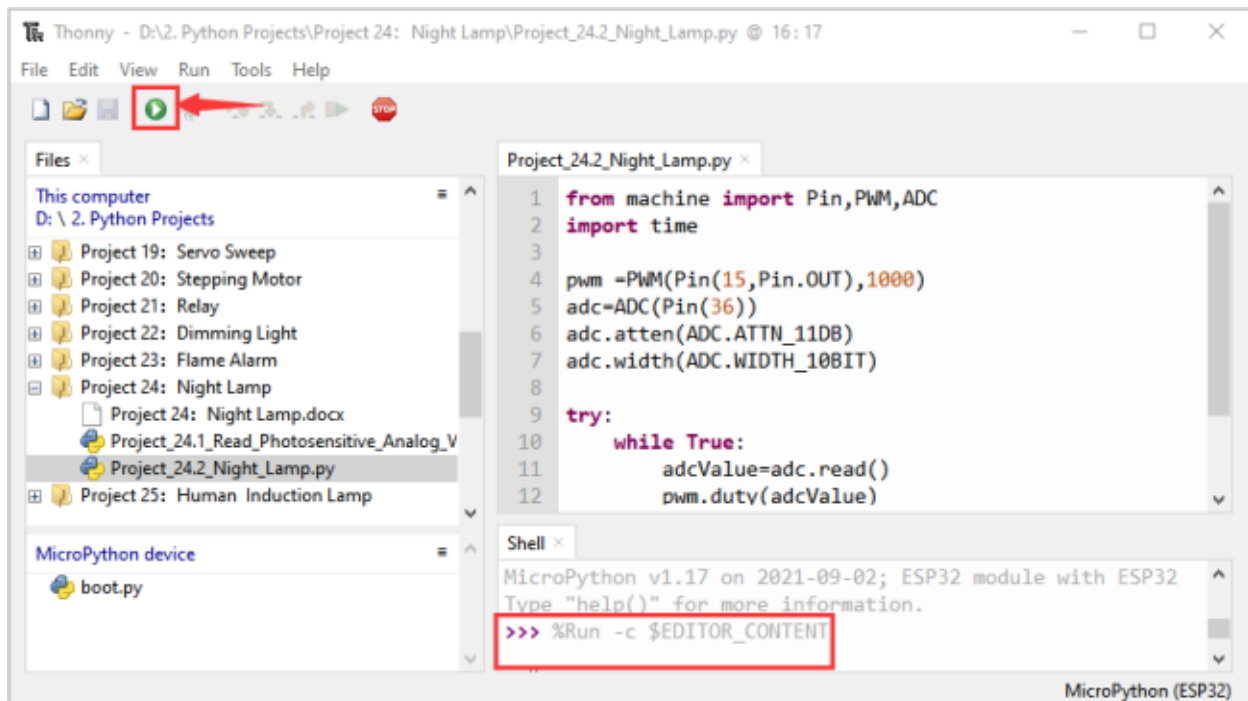 Thonny - D:\2. Python Projects\Project 24: Night Lamp\Project_24.2_Night_Lamp.py @ 16:17
File Edit View Run Tools Help
STOP
Files
This computer
D: \ 2. Python Projects
Project 19: Servo Sweep
Project 20: Stepping Motor
Project 21: Relay
Project 22: Dimming Light
Project 23: Flame Alarm
Project 24: Night Lamp
Project 24: Night Lamp.docx
Project_24.1_Read_Photosensitive_Analog_V
Project_24.2_Night_Lamp.py
Project 25: Human Induction Lamp
MicroPython device
boot.py
Project_24.2_Night_Lamp.py
1 from machine import Pin,PWM,ADC
2 import time
3
4 pwm =PWM(Pin(15,Pin.OUT),1000)
5 adc=ADC(Pin(36))
6 adc.atten(ADC.ATTN_11DB)
7 adc.width(ADC.WIDTH_10BIT)
8
9 try:
10 while True:
11 adcValue=adc.read()
12 pwm.duty(adcValue)
Shell
MicroPython v1.17 on 2021-09-02; ESP32 module with ESP32
Type "help()" for more information.
>>> %Run -c $EDITOR_CONTENT
MicroPython (ESP32)